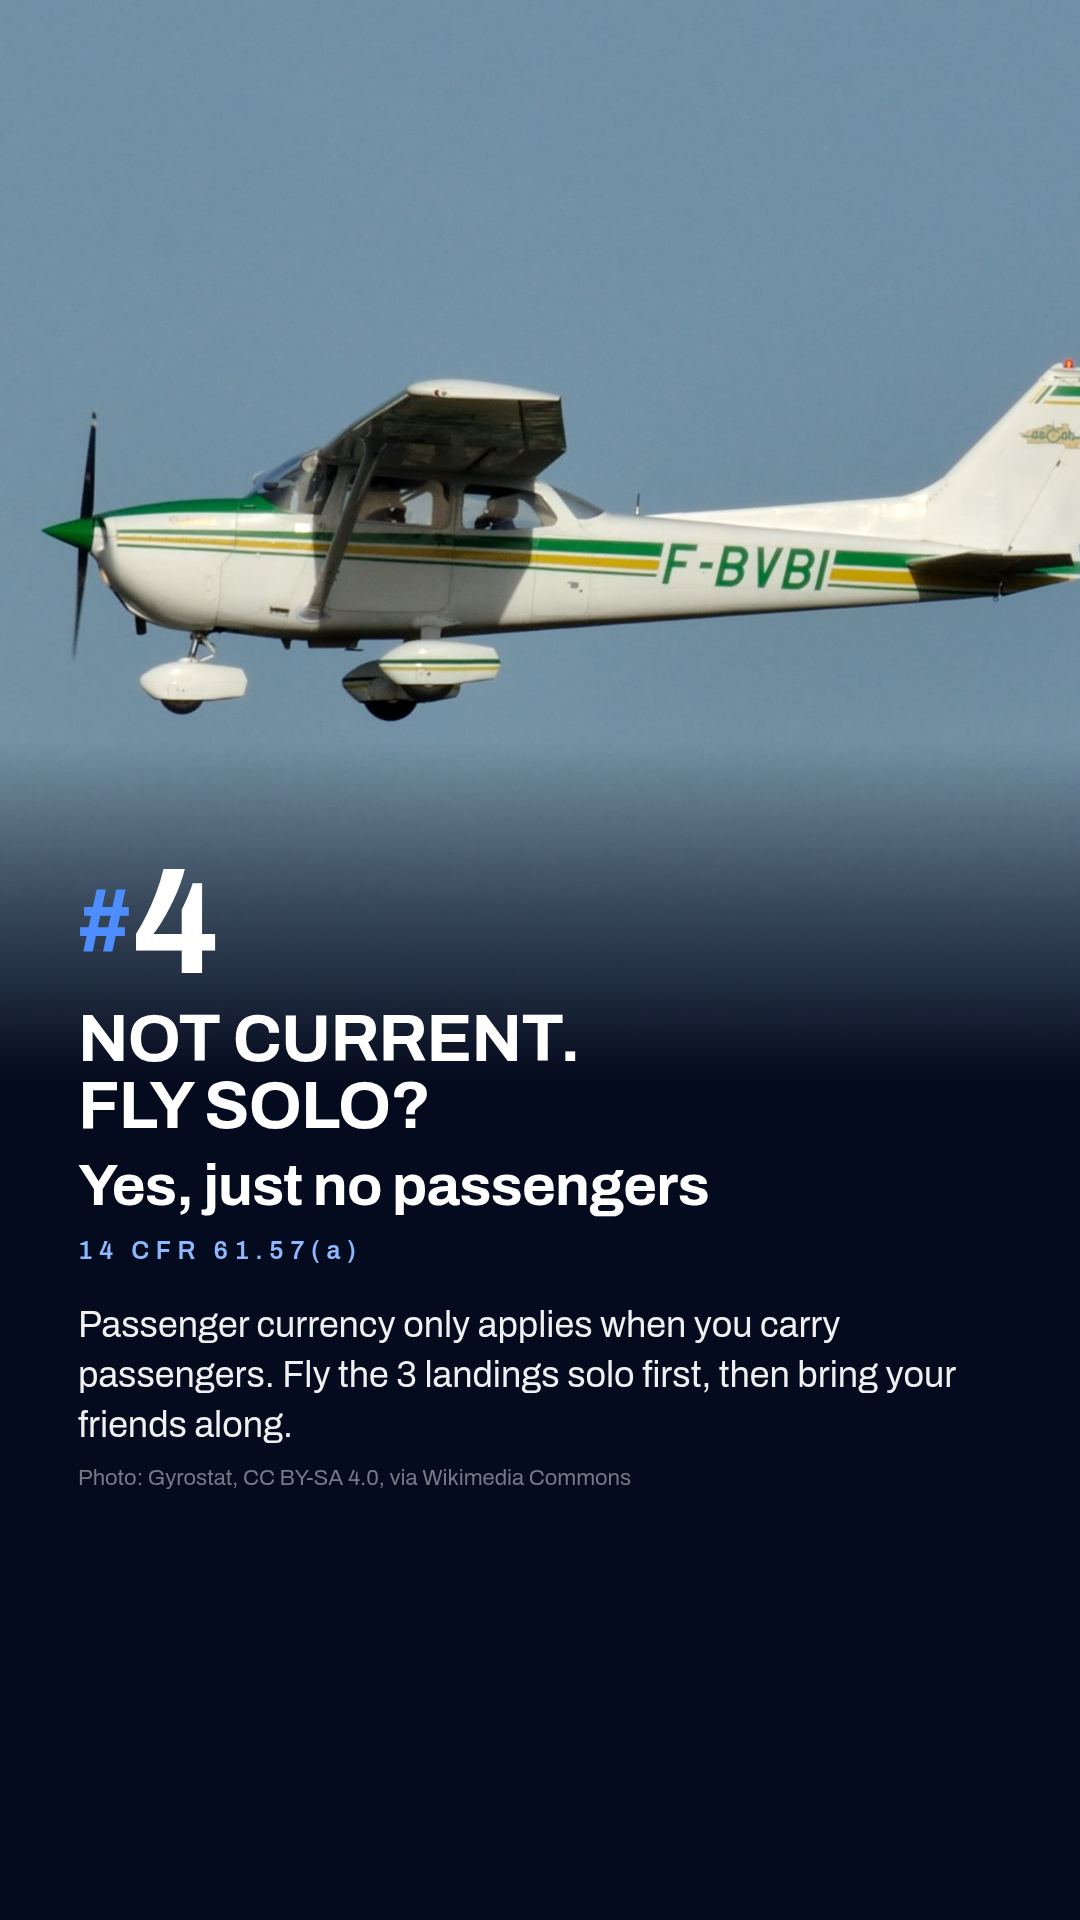 F-BVBI
#4
NOT CURRENT.
FLY SOLO?
Yes, just no passengers
14 CFR 61.57(a)
Passenger currency only applies when you carry
passengers. Fly the 3 landings solo first, then bring your
friends along.
Photo: Gyrostat, CC BY-SA 4.0, via Wikimedia Commons